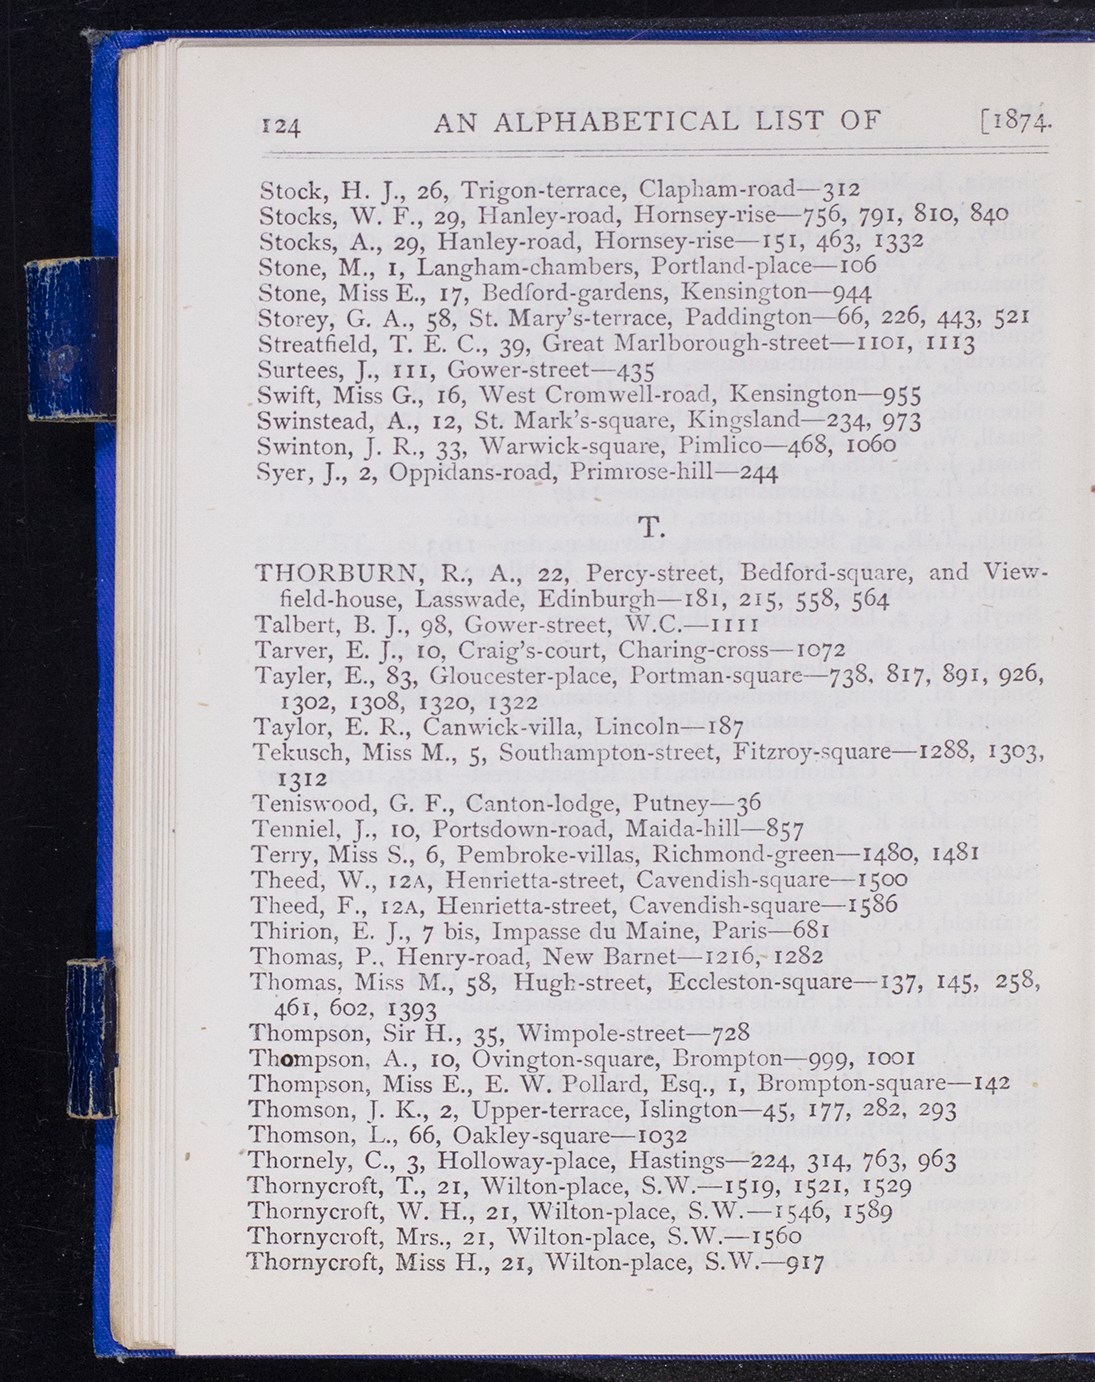 124 AN ALPHABETICAL LIST OF [1874.
Stock, H. J., 26, Trigon-terrace, Clapham-road—312
Stocks, W. F., 29, Hanley-road, Hornsey-rise—756, 791, 810, 840
Stocks, A., 29, Hanley-road, Hornsey-rise—151, 463, 1332
Stone, M., 1, Langham-chambers, Portland-place—106
Stone, Miss E., 17, Bedford-gardens, Kensington—944
Storey, G. A., 58, St. Mary's-terrace, Paddington—66, 226, 443, 521
Streatfield, T. E. C., 39, Great Marlborough-street—1101, 1113
Surtees, J., 111, Gower-street—435
Swift, Miss G., 16, West Cromwell-road, Kensington—955
Swinstead, A., 12, St. Mark's-square, Kingsland—234, 973
Swinton, J. R., 33, Warwick-square, Pimlico—468, 1060
Syer, J., 2, Oppidans-road, Primrose-hill—244
T.
THORBURN, R., A., 22, Percy-street, Bedford-square, and View-
field-house, Lasswade, Edinburgh—181, 215, 558, 564
Talbert, B. J., 98, Gower-street, W.C.—1111
Tarver, E. J., 10, Craig's-court, Charing-cross—1072
Tayler, E., 83, Gloucester-place, Portman-square—738, 817, 891, 926,
1302, 1308, 1320, 1322
Taylor, E. R., Canwick-villa, Lincoln—187
Tekusch, Miss M., 5, Southampton-street, Fitzroy-square—1288, 1303,
1312
Teniswood, G. F., Canton-lodge, Putney—36
Tenniel, J., 10, Portsdown-road, Maida-hill—857
Terry, Miss S., 6, Pembroke-villas, Richmond-green—1480, 1481
Theed, W., 12A, Henrietta-street, Cavendish-square—1500
Theed, F., 12A, Henrietta-street, Cavendish-square—1586
Thirion, E. J., 7 bis, Impasse du Maine, Paris—681
Thomas, P., Henry-road, New Barnet—1216, 1282
Thomas, Miss M., 58, Hugh-street, Eccleston-square—137, 145, 258,
461, 602, 1393
Thompson, Sir H., 35, Wimpole-street—728
Thompson, A., 10, Ovington-square, Brompton—999, 1001
Thompson, Miss E., E. W. Pollard, Esq., 1, Brompton-square—142
Thomson, J. K., 2, Upper-terrace, Islington—45, 177, 282, 293
Thomson, L., 66, Oakley-square—1032
Thornely, C., 3, Holloway-place, Hastings—224, 314, 763, 963
Thornycroft, T., 21, Wilton-place, S.W.—1519, 1521, 1529
Thornycroft, W. H., 21, Wilton-place, S.W.—1546, 1589
Thornycroft, Mrs., 21, Wilton-place, S.W.—1560
Thornycroft, Miss H., 21, Wilton-place, S.W.—917